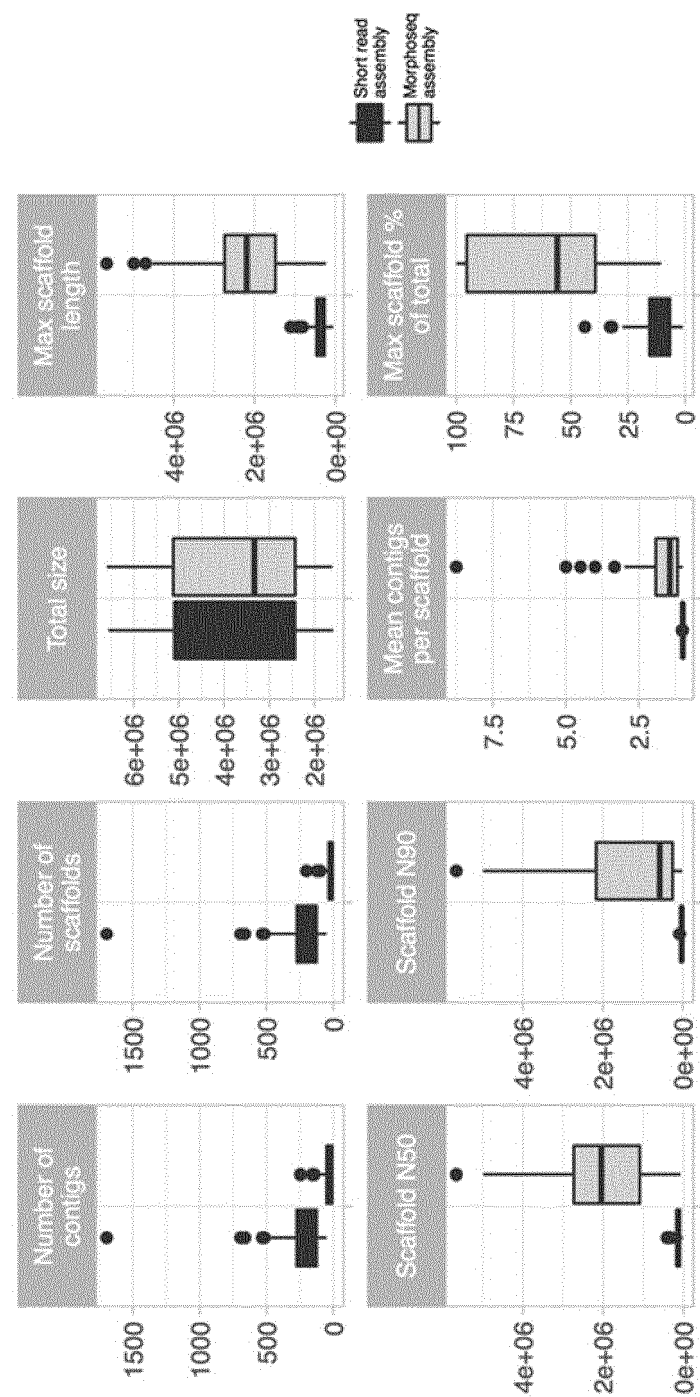 Number of
contigs
1500
1000
500
0
Number of
scaffolds
1500
1000
500
0
Total size
6e+06
5e+06
4e+06
3e+06
2e+06
Max scaffold
length
4e+06
2e+06
0e+00
Scaffold N50
4e+06
2e+06
0e+00
Scaffold N90
4e+06
2e+06
0e+00
Mean contigs
per scaffold
7.5
5.0
2.5
Max scaffold %
of total
100
75
50
25
0
Short read
assembly
Morphoseq
assembly